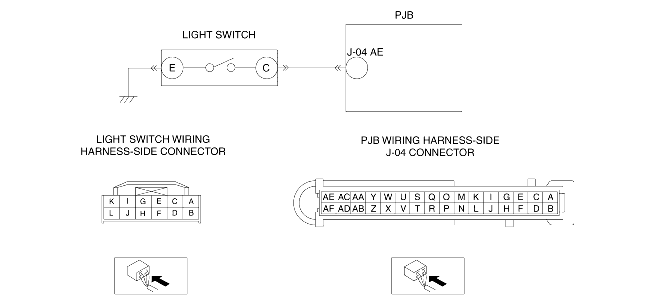 PJB
LIGHT SWITCH
J-04 AE
E C
LIGHT SWITCH WIRING
HARNESS-SIDE CONNECTOR
PJB WIRING HARNESS-SIDE
J-04 CONNECTOR
K I G E C A
L J H F D B
AE AC AA Y W U S Q O M K I G E C A
AF AD AB Z X V T R P N L J H F D B